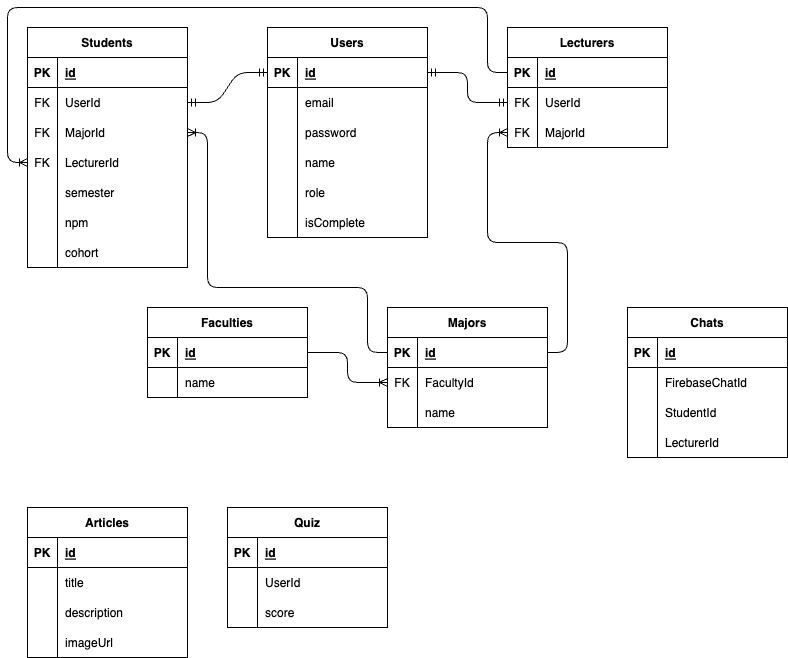 Students
PK id
FK UserId
FK MajorId
FK LecturerId
semester
npm
cohort
Users
PK id
email
password
name
role
isComplete
Lecturers
PK id
FK UserId
FK MajorId
Faculties
PK id
name
Majors
PK id
FK FacultyId
name
Chats
PK id
FirebaseChatId
StudentId
LecturerId
Articles
PK id
title
description
imageUrl
Quiz
PK id
UserId
score